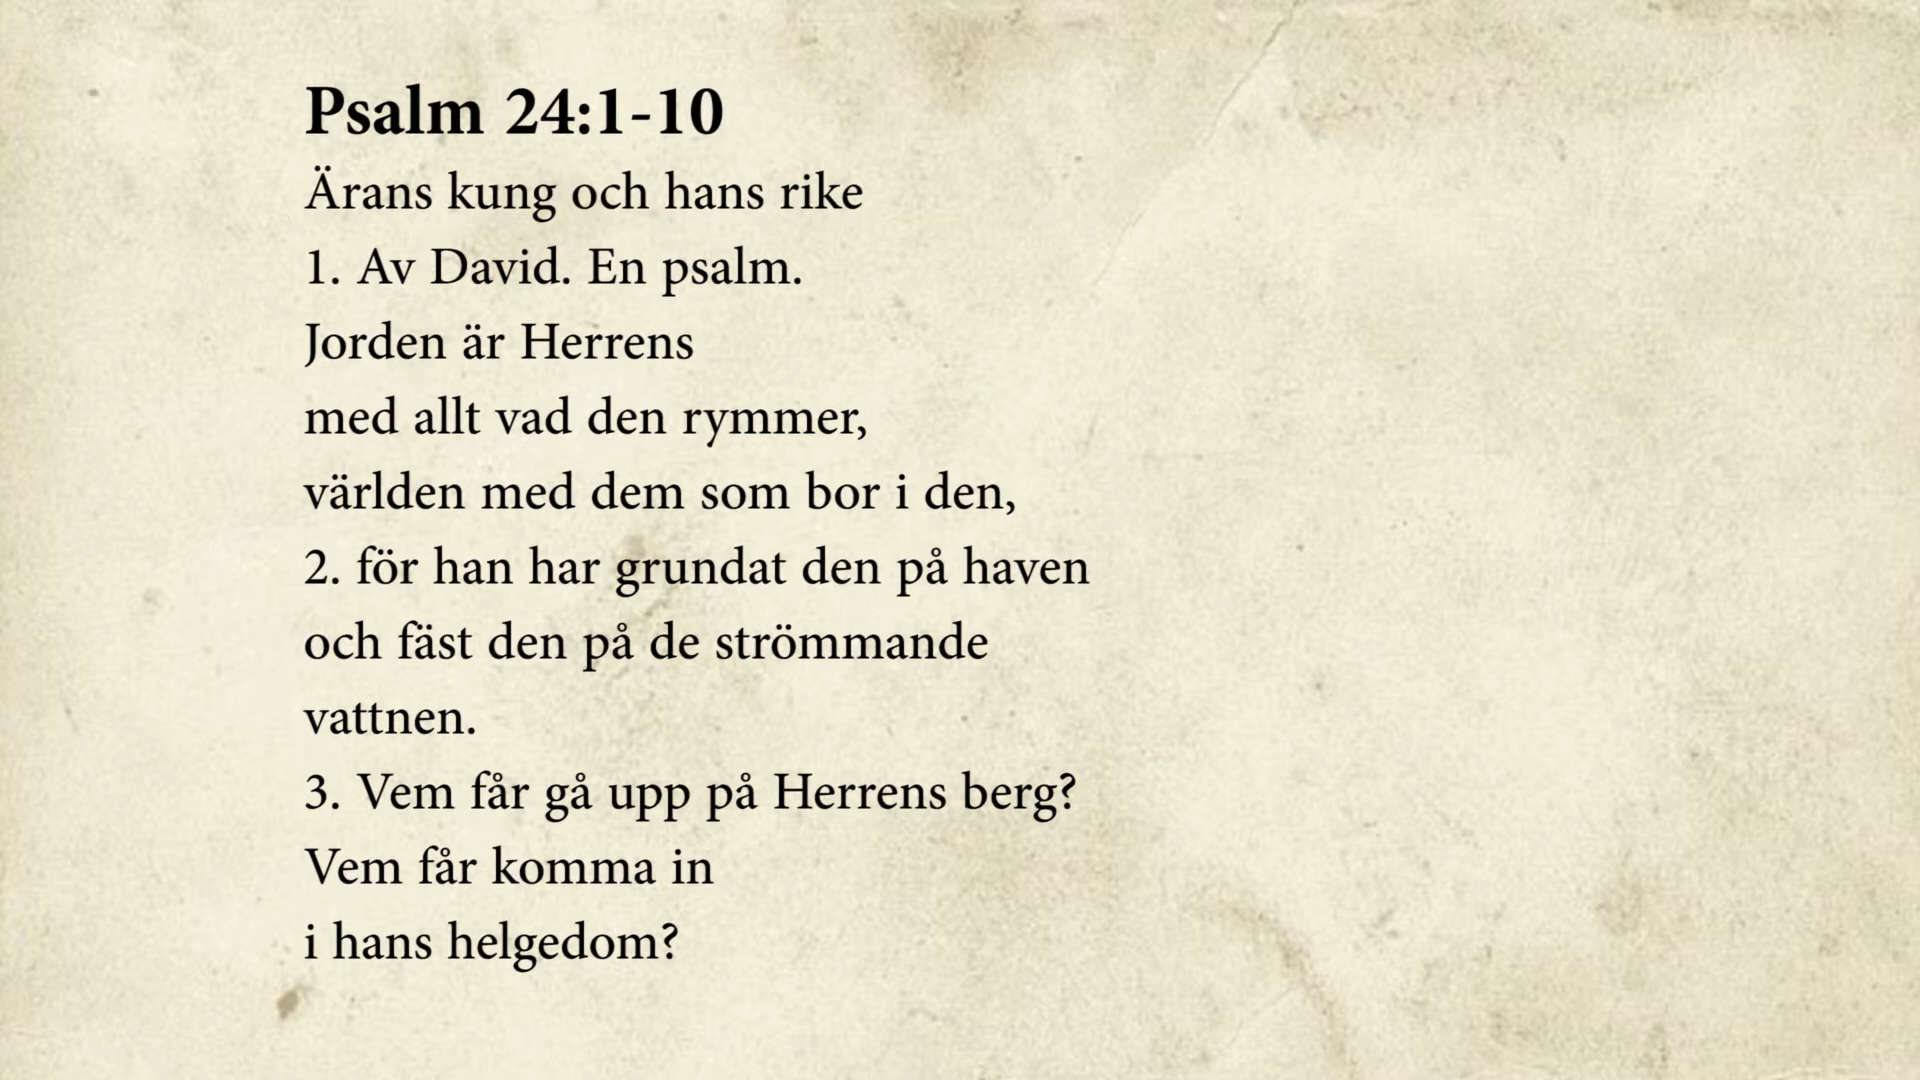 Psalm 24:1-10
Ärans kung och hans rike
1. Av David. En psalm.
Jorden är Herrens
med allt vad den rymmer,
världen med dem som bor i den,
2. för han har grundat den på haven
och fäst den på de strömmande
vattnen.
3. Vem får gå upp på Herrens berg?
Vem får komma in
i hans helgedom?